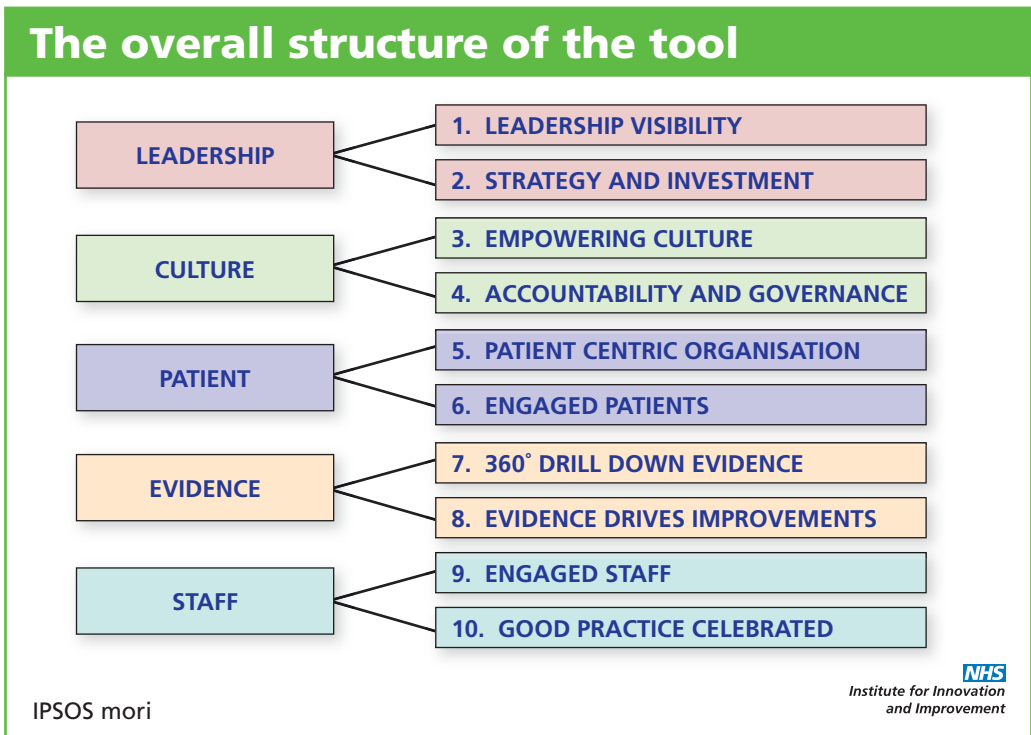 The overall structure of the tool
LEADERSHIP
1. LEADERSHIP VISIBILITY
2. STRATEGY AND INVESTMENT
CULTURE
3. EMPOWERING CULTURE
4. ACCOUNTABILITY AND GOVERNANCE
PATIENT
5. PATIENT CENTRIC ORGANISATION
6. ENGAGED PATIENTS
EVIDENCE
7. 360° DRILL DOWN EVIDENCE
8. EVIDENCE DRIVES IMPROVEMENTS
STAFF
9. ENGAGED STAFF
10. GOOD PRACTICE CELEBRATED
IPSOS mori
NHS
Institute for Innovation
and Improvement